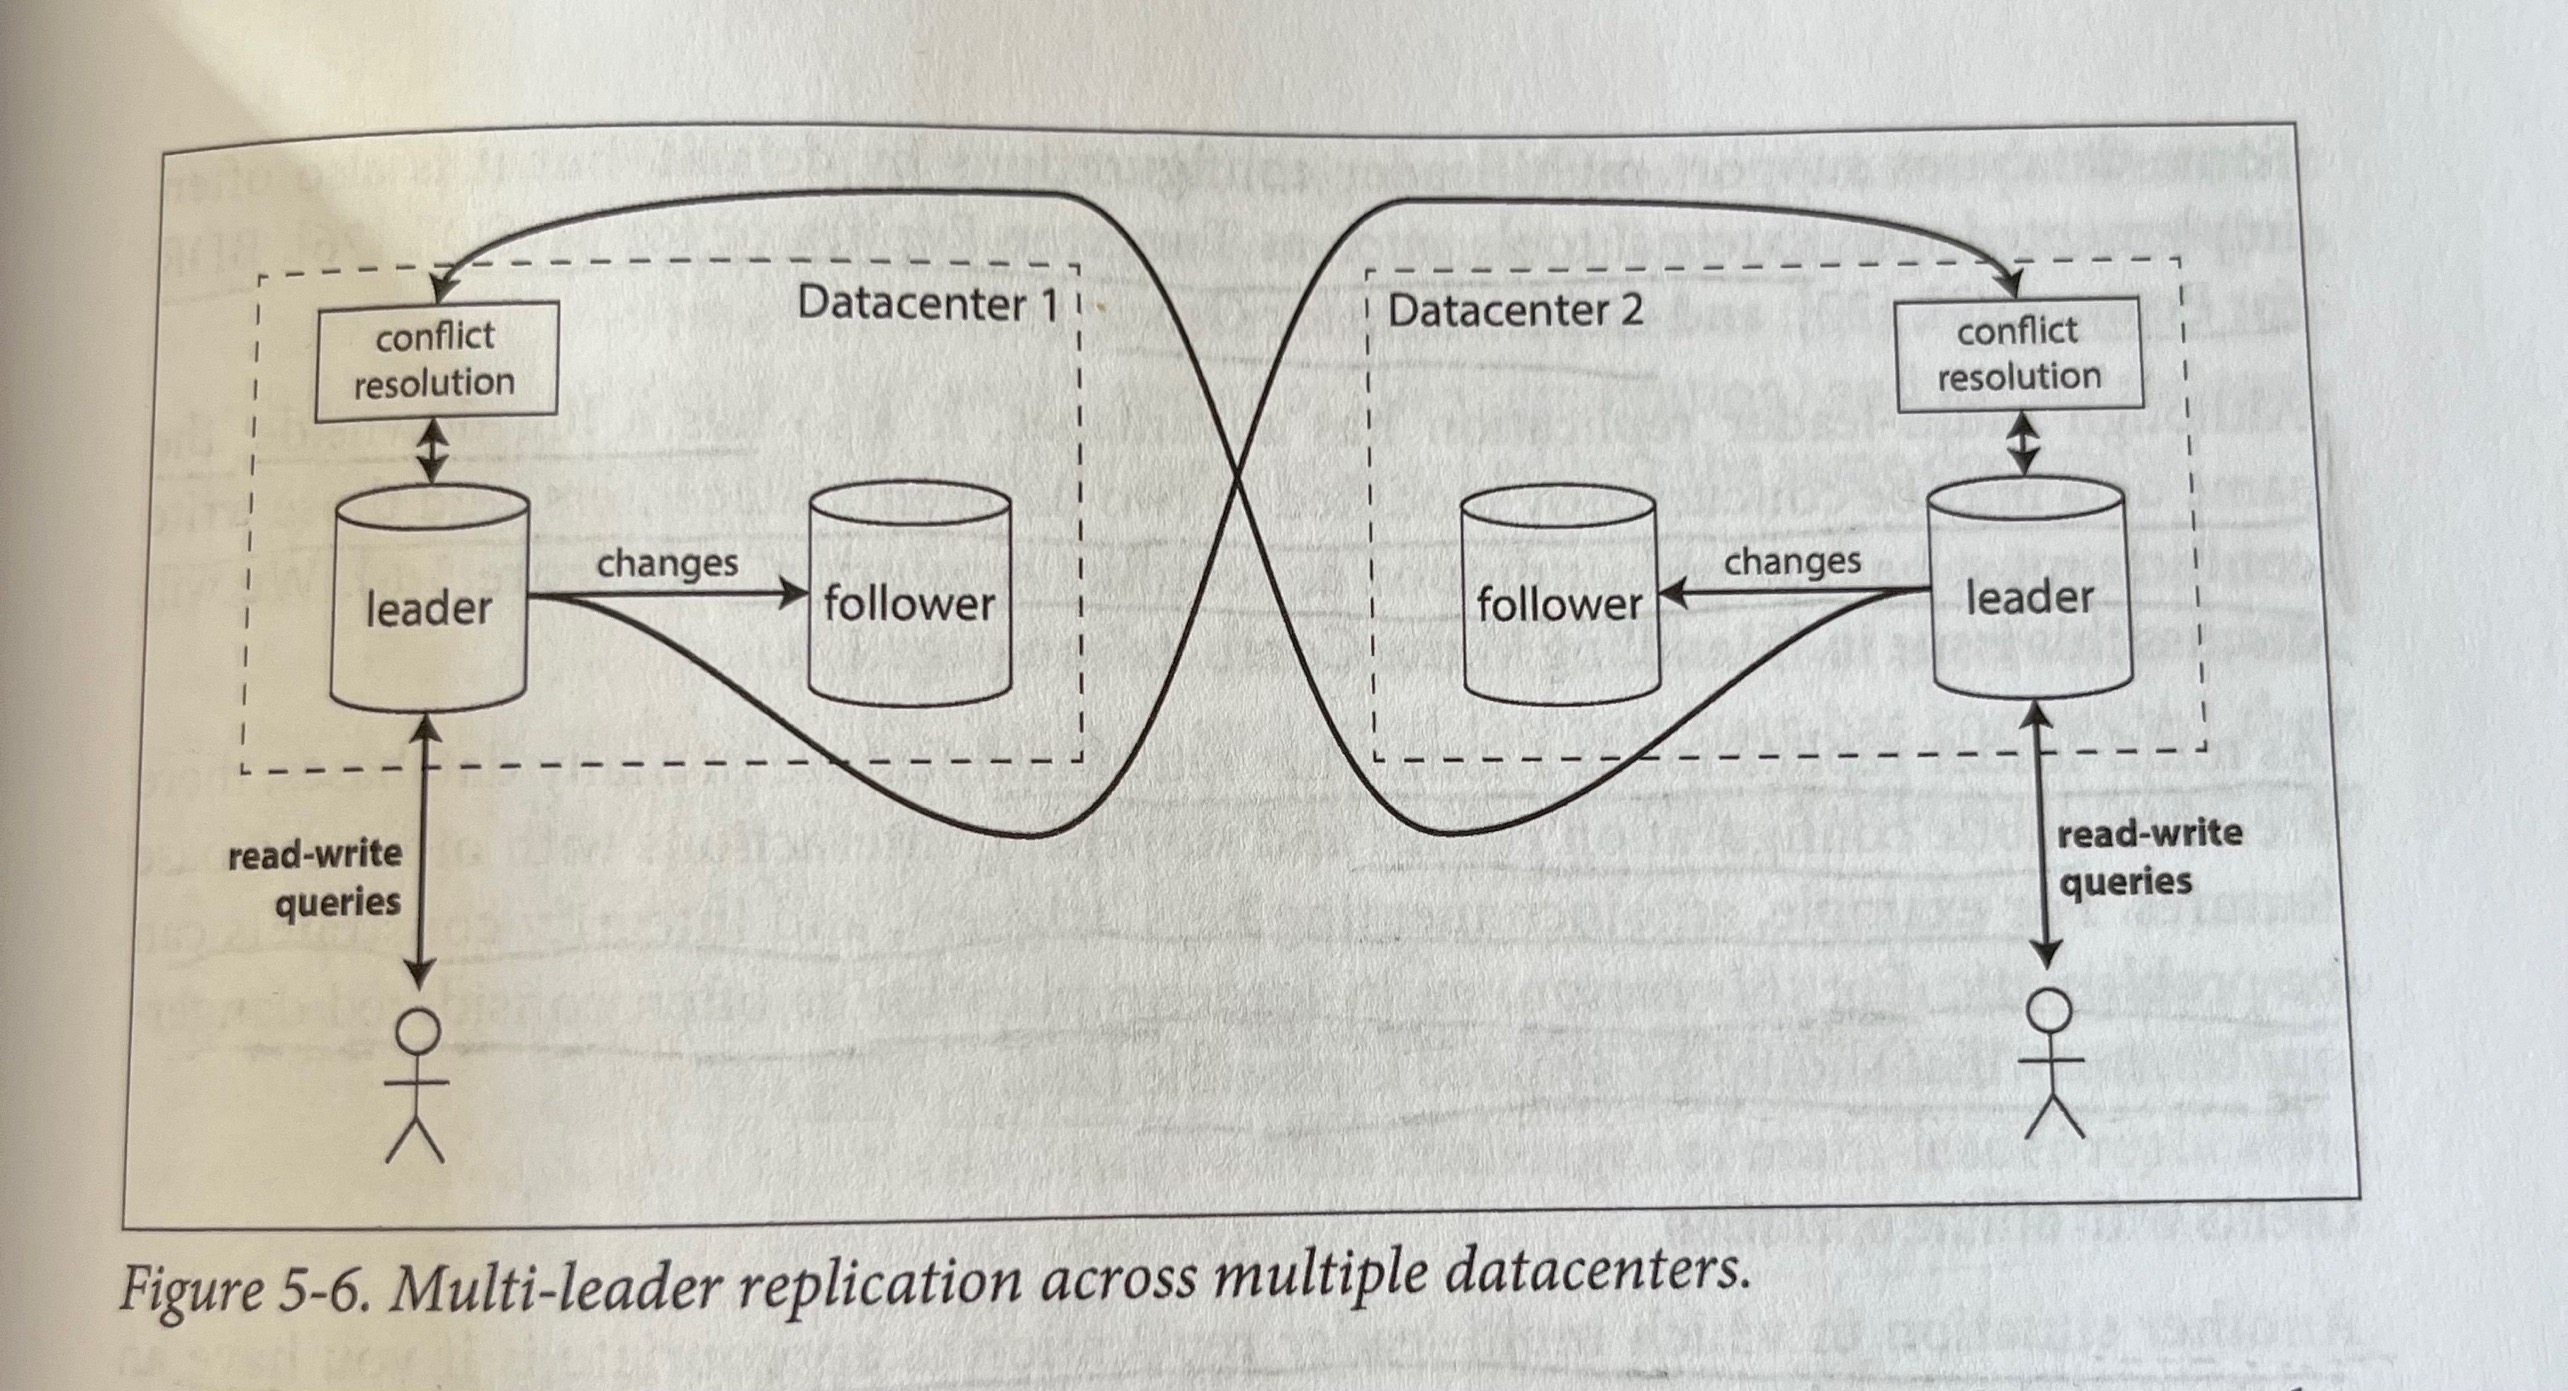 Datacenter 1
conflict
resolution
leader
changes
follower
read-write
queries
Datacenter 2
conflict
resolution
follower
changes
leader
read-write
queries
Figure 5-6. Multi-leader replication across multiple datacenters.